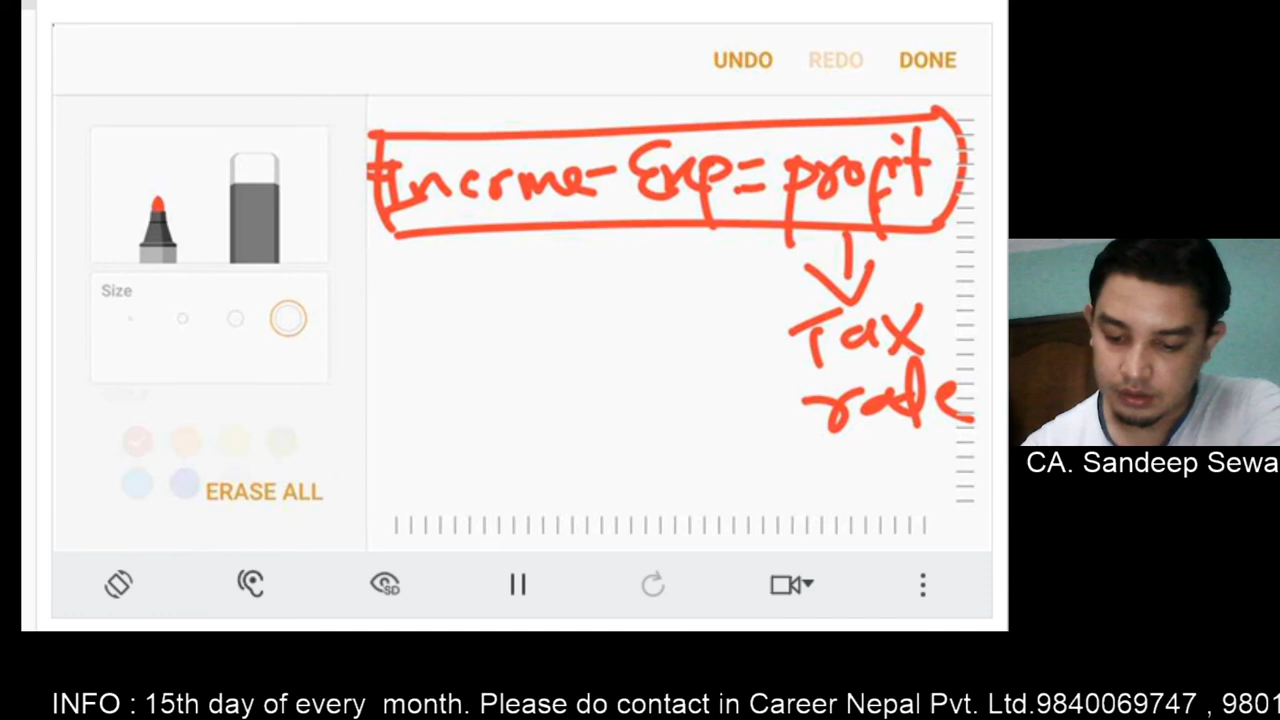 UNDO REDO DONE
Income - Exp = profit
Tax
rate
Size
ERASE ALL
SD
CA. Sandeep Sewa
INFO : 15th day of every month. Please do contact in Career Nepal Pvt. Ltd.9840069747 , 9801